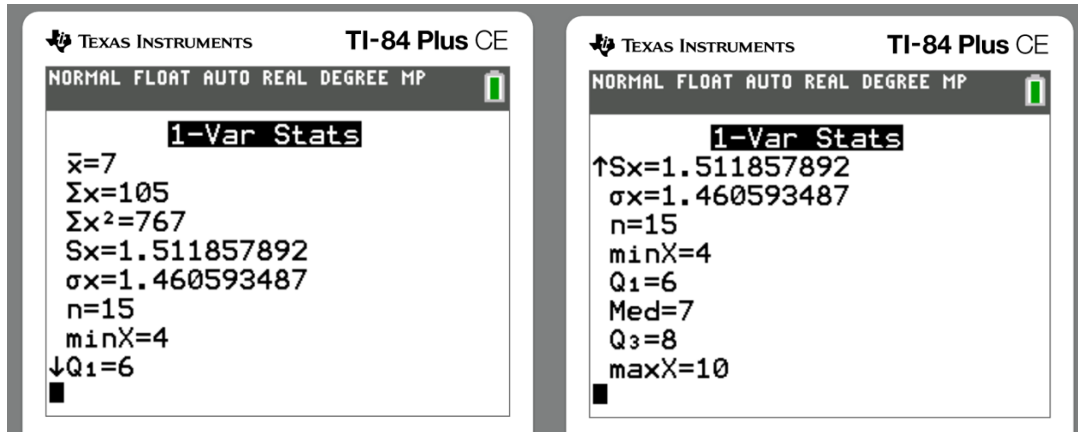 TEXAS INSTRUMENTS TI-84 Plus CE
NORMAL FLOAT AUTO REAL DEGREE MP
1-Var Stats
x̄=7
Σx=105
Σx²=767
Sx=1.511857892
σx=1.460593487
n=15
minX=4
↓Q₁=6
TEXAS INSTRUMENTS TI-84 Plus CE
NORMAL FLOAT AUTO REAL DEGREE MP
1-Var Stats
↑Sx=1.511857892
σx=1.460593487
n=15
minX=4
Q₁=6
Med=7
Q₃=8
maxX=10